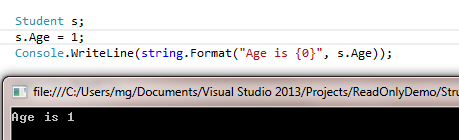 Student s;
s.Age = 1;
Console.WriteLine(string.Format("Age is {0}", s.Age));
file:///C:/Users/mg/Documents/Visual Studio 2013/Projects/ReadOnlyDemo/Stru
Age is 1